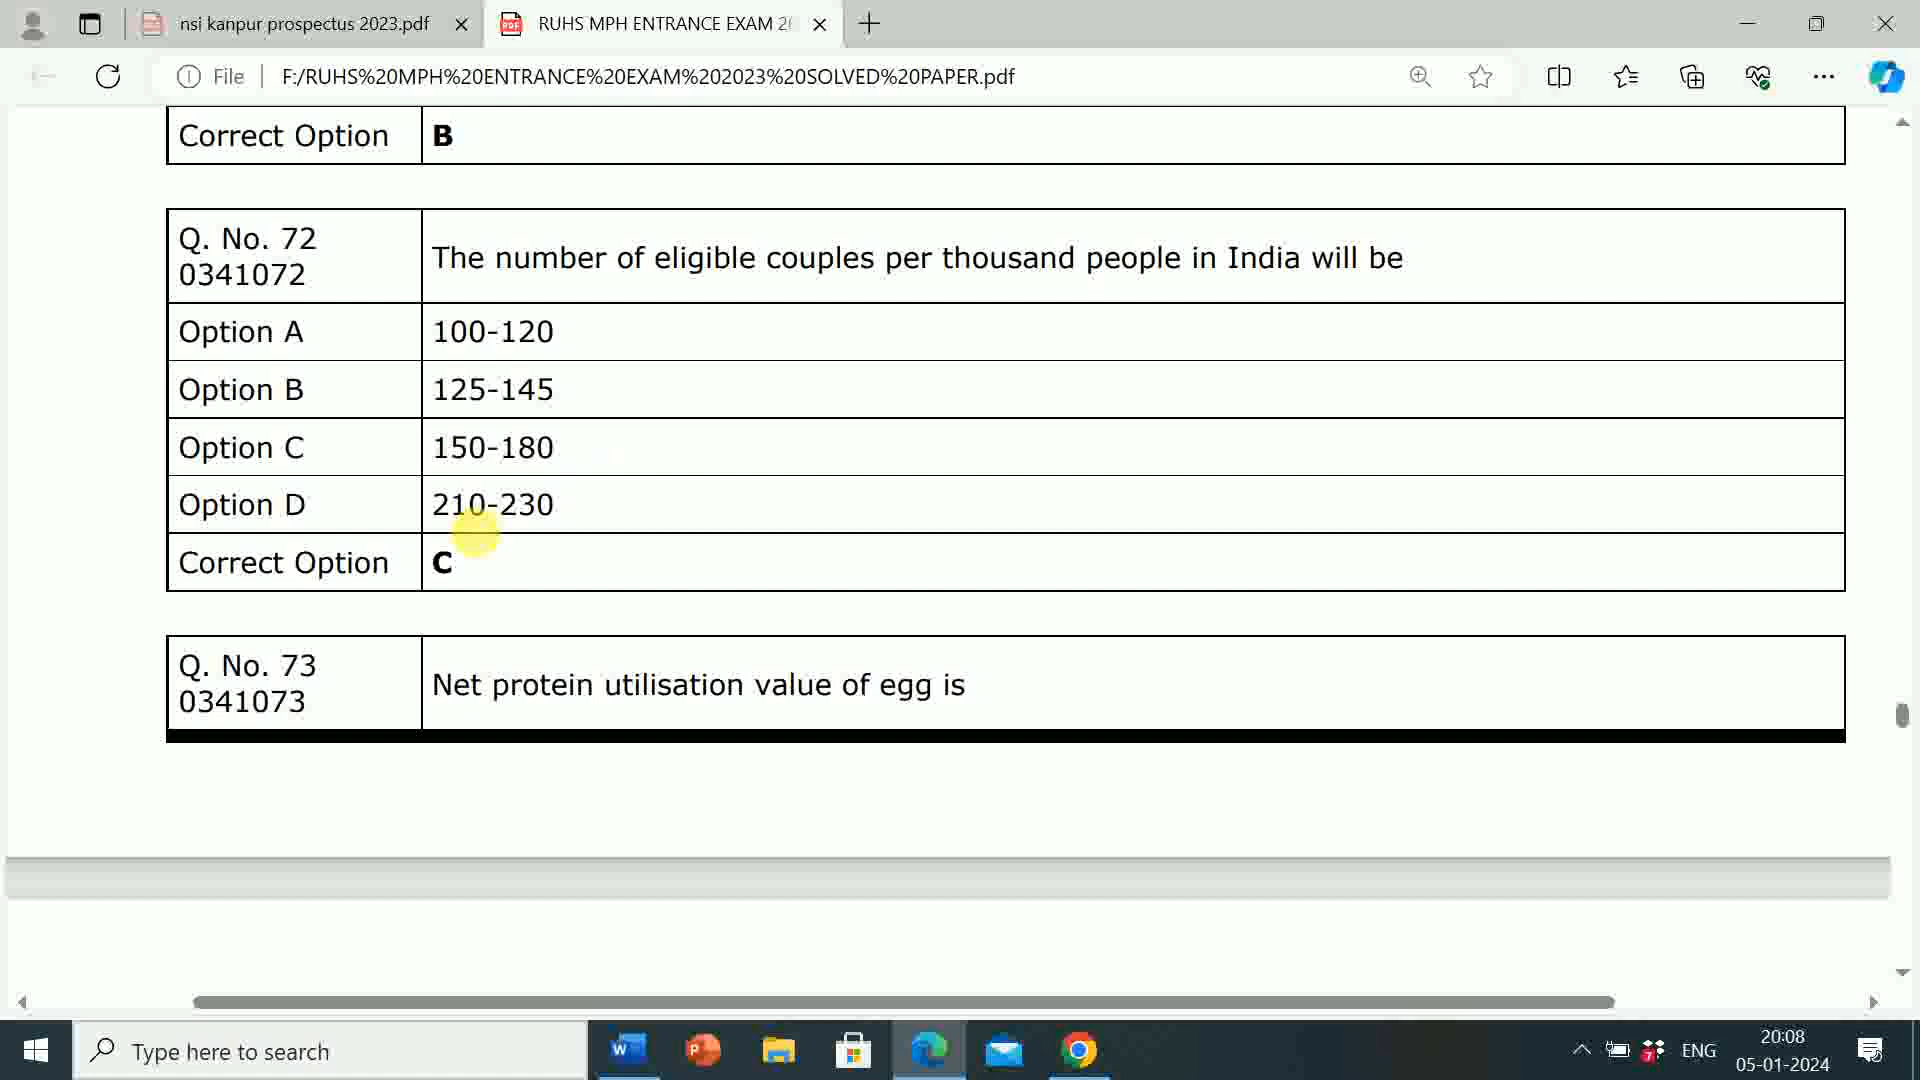 nsi kanpur prospectus 2023.pdf
RUHS MPH ENTRANCE EXAM 20
File
F:/RUHS%20MPH%20ENTRANCE%20EXAM%202023%20SOLVED%20PAPER.pdf
Correct Option B
Q. No. 72
0341072
The number of eligible couples per thousand people in India will be
Option A 100-120
Option B 125-145
Option C 150-180
Option D 210-230
Correct Option C
Q. No. 73
0341073
Net protein utilisation value of egg is
Type here to search
7
ENG
20:08
05-01-2024